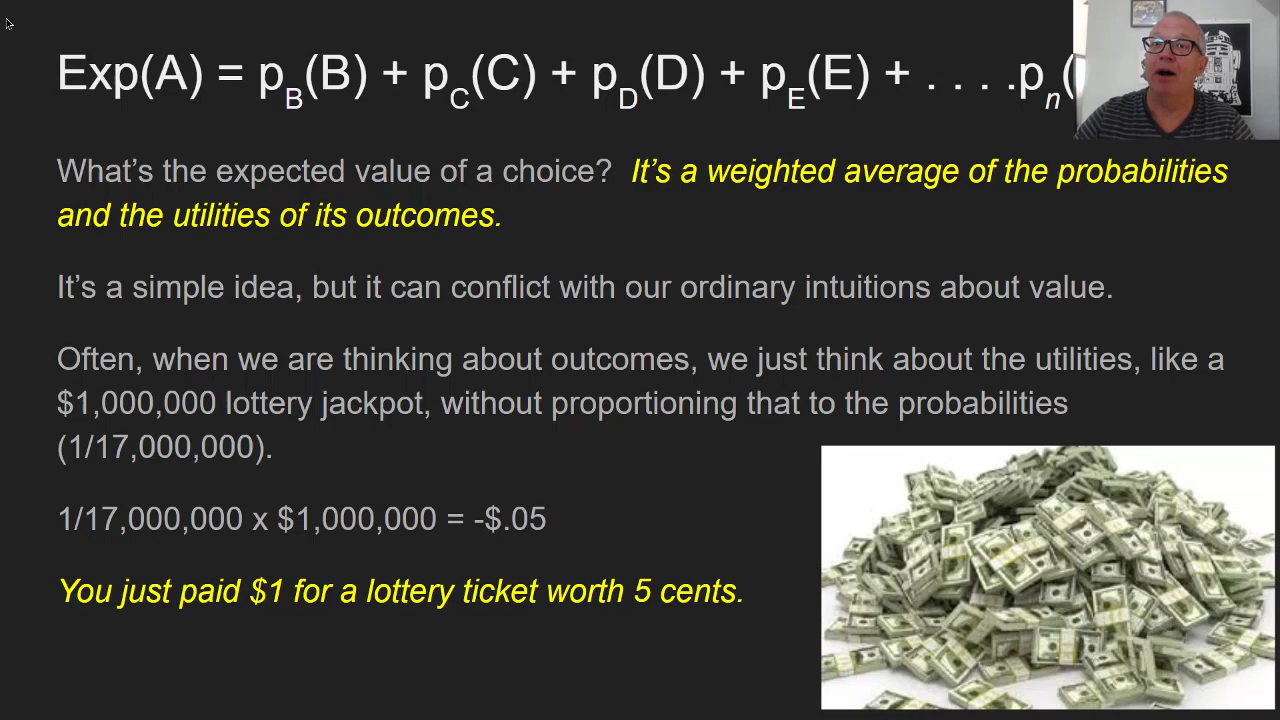 Exp(A) = pB(B) + pC(C) + pD(D) + pE(E) + . . . .pn(
What's the expected value of a choice? It's a weighted average of the probabilities
and the utilities of its outcomes.
It's a simple idea, but it can conflict with our ordinary intuitions about value.
Often, when we are thinking about outcomes, we just think about the utilities, like a
$1,000,000 lottery jackpot, without proportioning that to the probabilities
(1/17,000,000).
1/17,000,000 x $1,000,000 = -$.05
You just paid $1 for a lottery ticket worth 5 cents.